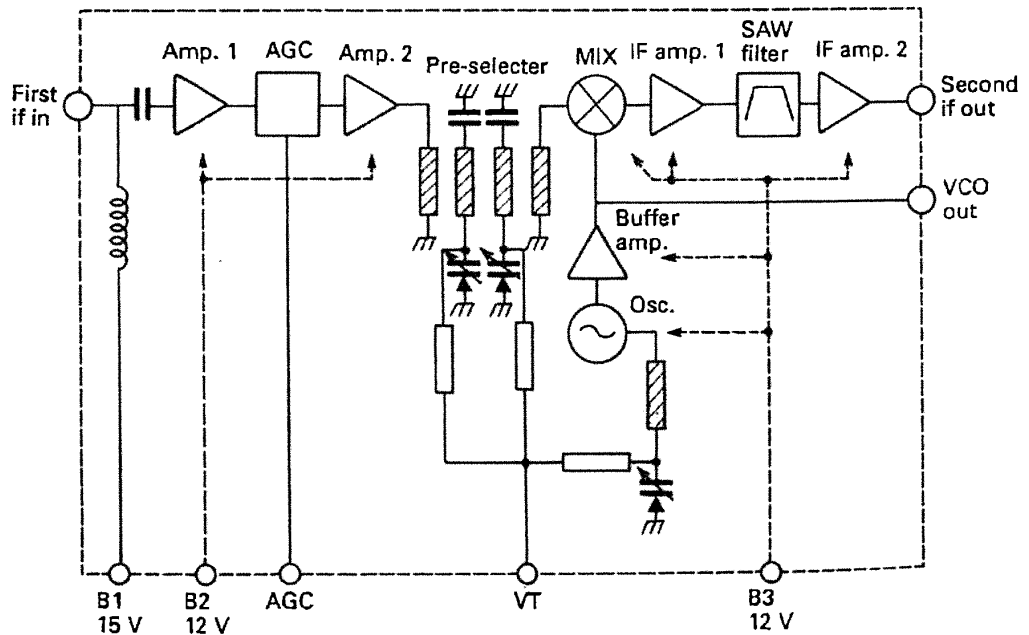 Amp. 1
AGC
Amp. 2
Pre-selecter
MIX
IF amp. 1
SAW
filter
IF amp. 2
First
if in
Second
if out
VCO
out
Buffer
amp.
Osc.
B1
15 V
B2
12 V
AGC
VT
B3
12 V